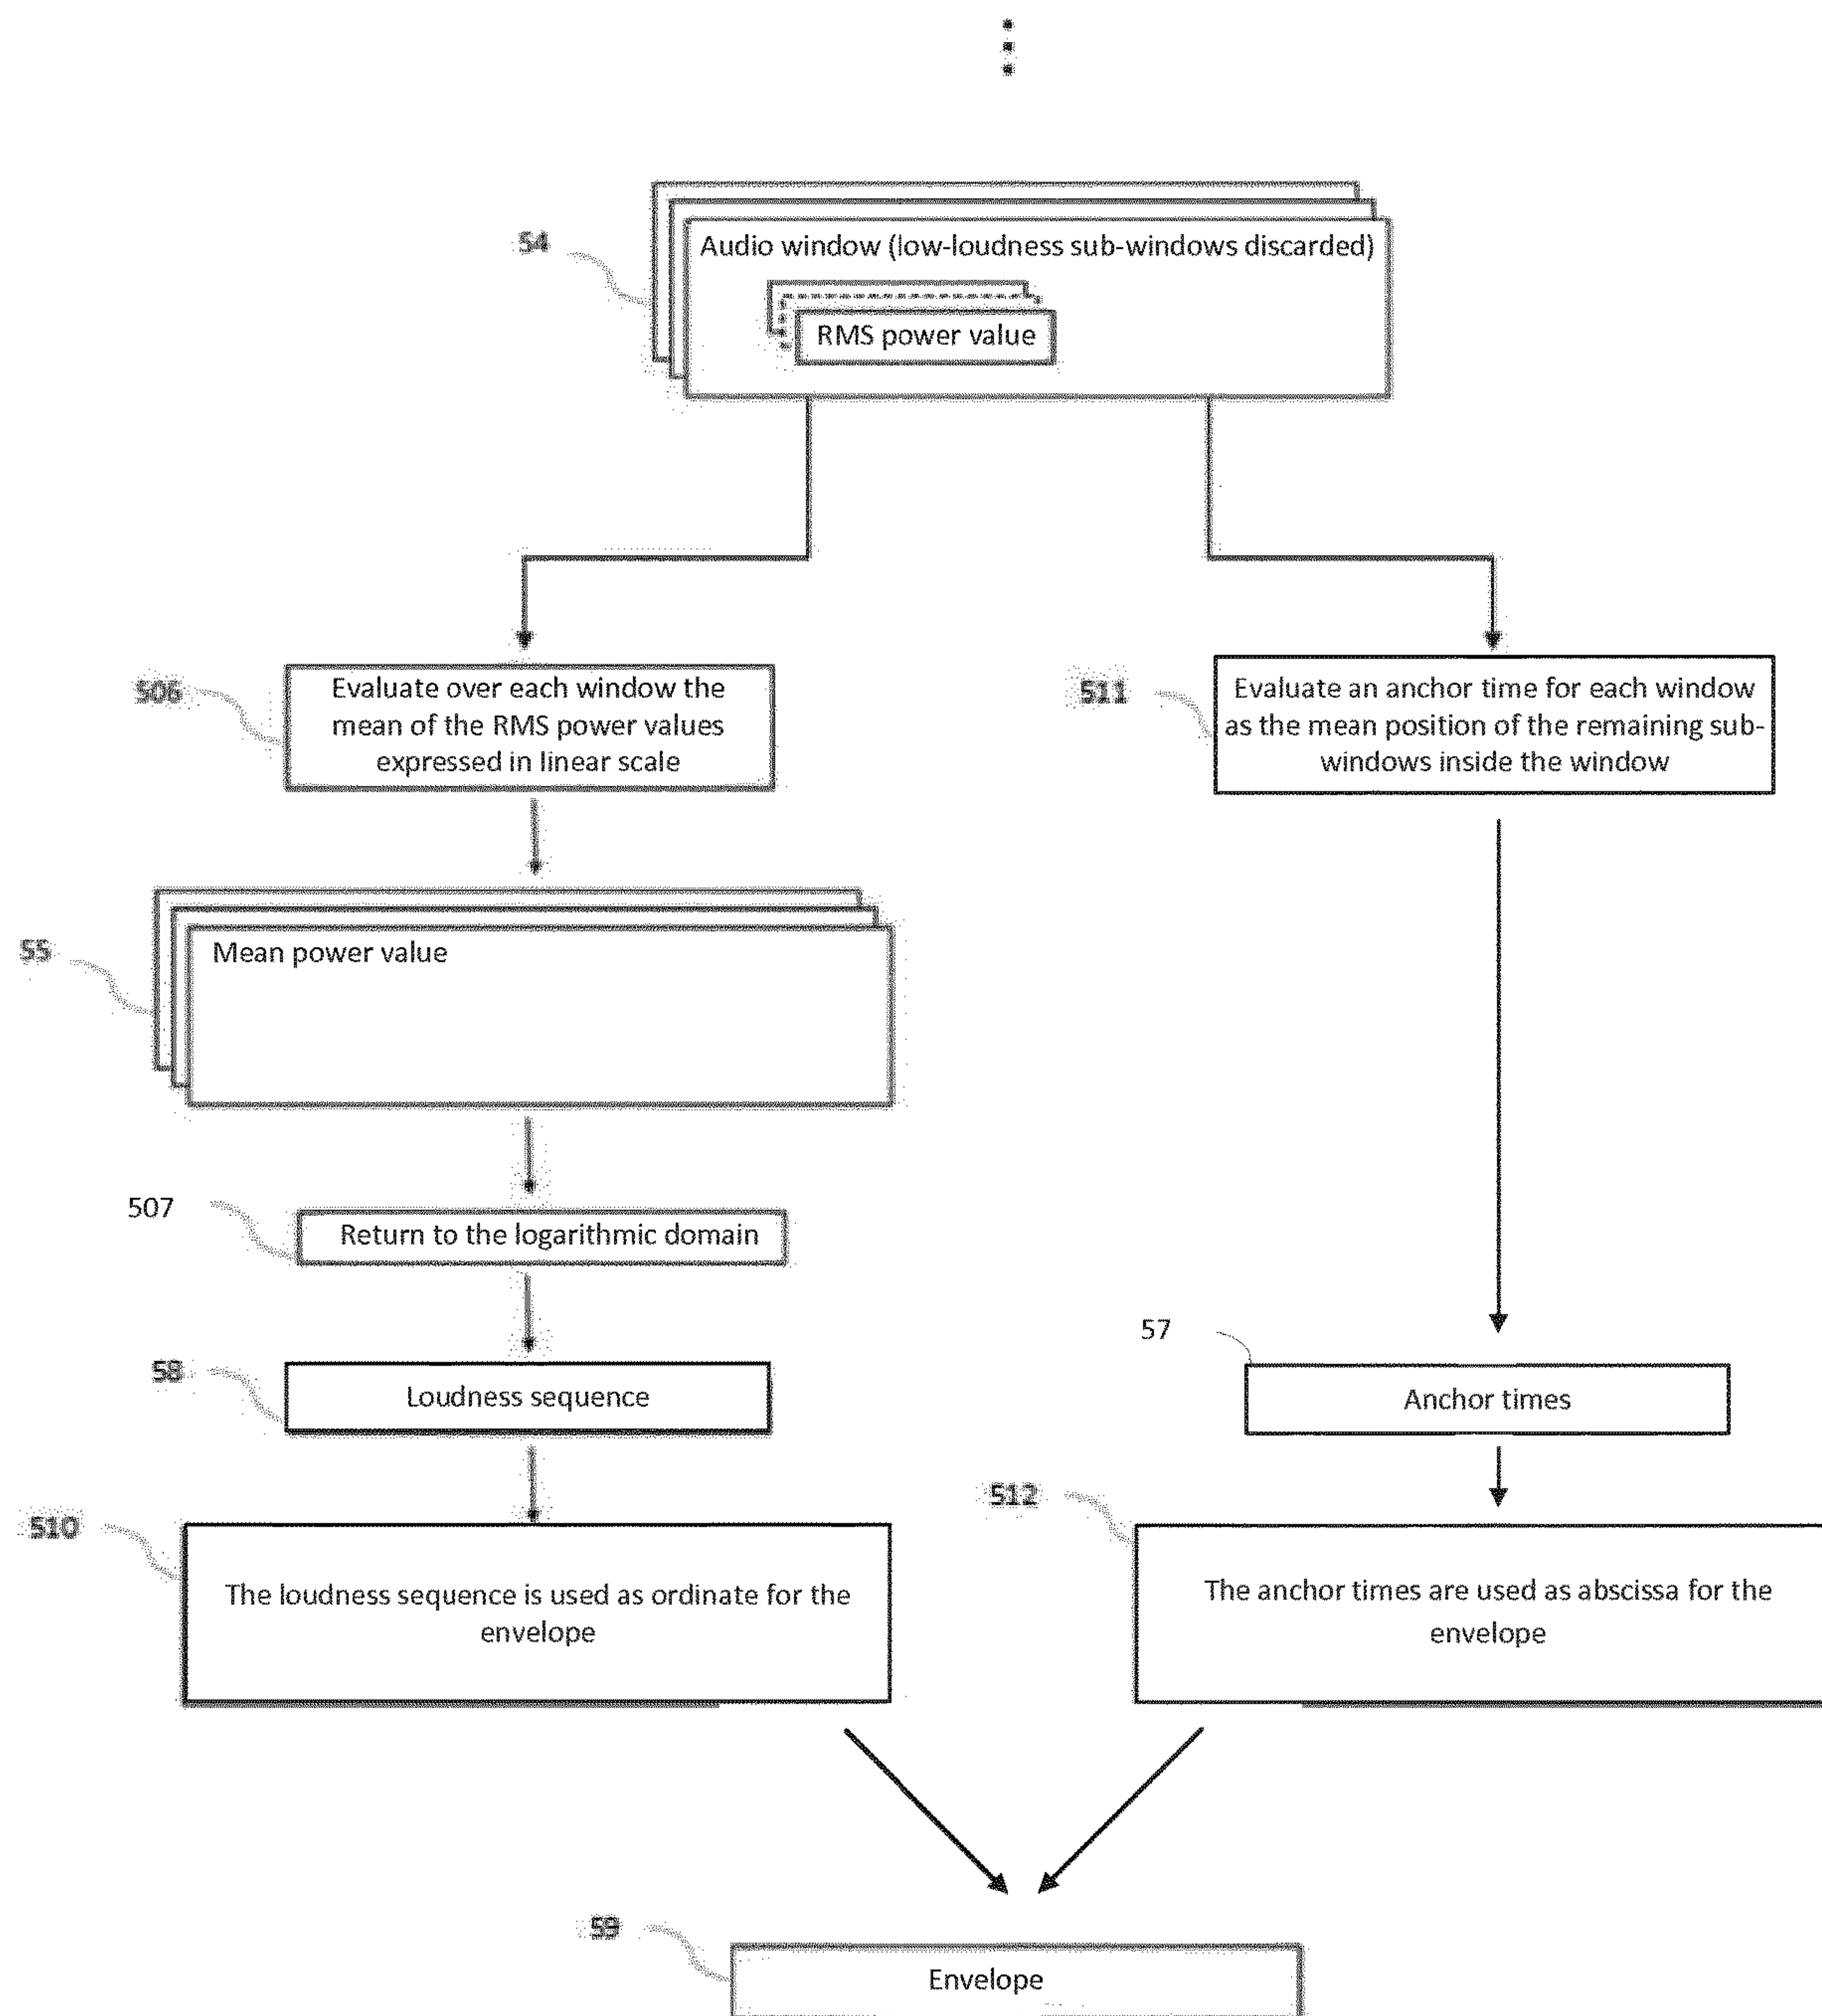 54
Audio window (low-loudness sub-windows discarded)
RMS power value
506
Evaluate over each window the
mean of the RMS power values
expressed in linear scale
511
Evaluate an anchor time for each window
as the mean position of the remaining sub-
windows inside the window
55
Mean power value
507
Return to the logarithmic domain
58
Loudness sequence
57
Anchor times
510
The loudness sequence is used as ordinate for the
envelope
512
The anchor times are used as abscissa for the
envelope
59
Envelope